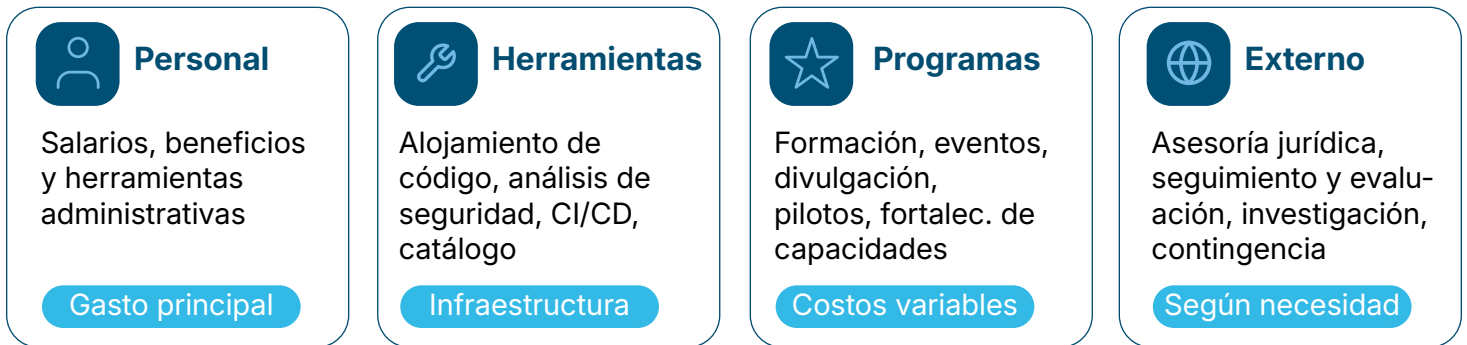 Personal
Salarios, beneficios
y herramientas
administrativas
Gasto principal
Herramientas
Alojamiento de
código, análisis de
seguridad, CI/CD,
catálogo
Infraestructura
Programas
Formación, eventos,
divulgación,
pilotos, fortalec. de
capacidades
Costos variables
Externo
Asesoría jurídica,
seguimiento y evalu-
ación, investigación,
contingencia
Según necesidad